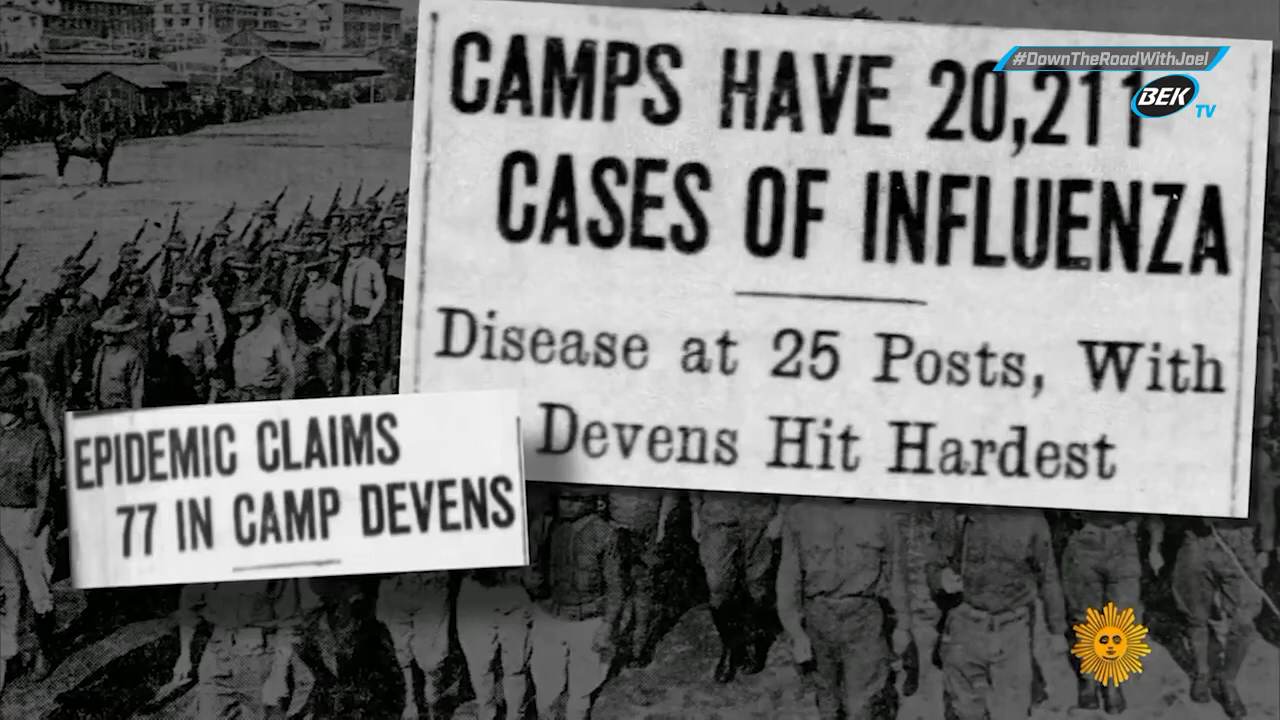 #DownTheRoadWithJoel
BEK TV
CAMPS HAVE 20,211
CASES OF INFLUENZA
Disease at 25 Posts, With
Devens Hit Hardest
EPIDEMIC CLAIMS
77 IN CAMP DEVENS